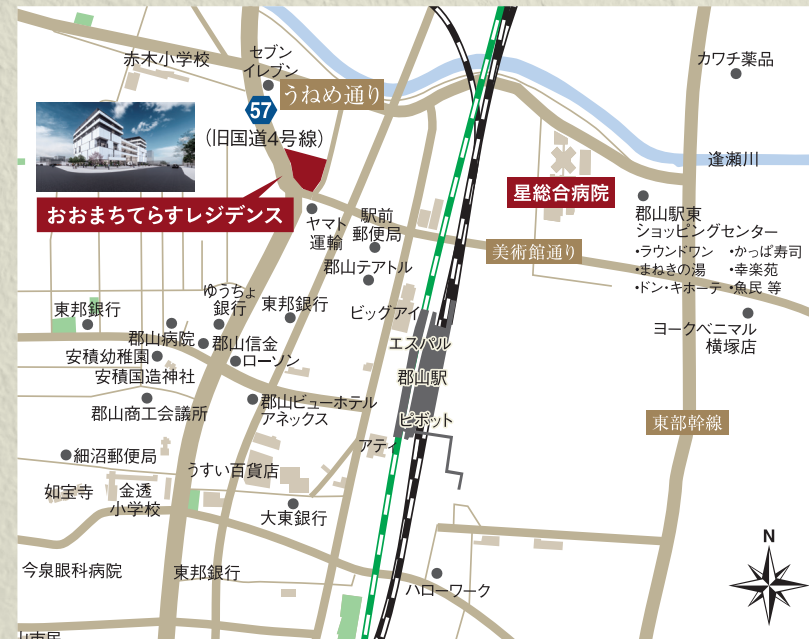 赤木小学校
セブン
イレブン
うねめ通り
57
(旧国道4号線)
カワチ薬品
逢瀬川
星総合病院
おおまちてらすレジデンス
ヤマト
運輸
駅前
郵便局
郡山テアトル
美術館通り
郡山駅東
ショッピングセンター
・ラウンドワン ・かっぱ寿司
・まねきの湯 ・幸楽苑
・ドン・キホーテ ・魚民 等
ヨークベニマル
横塚店
東邦銀行
ゆうちょ
銀行
東邦銀行
ビッグアイ
郡山病院
郡山信金
エスパル
安積幼稚園
ローソン
安積国造神社
郡山駅
郡山商工会議所
郡山ビューホテル
アネックス
ピボット
東部幹線
アティ
細沼郵便局
うすい百貨店
如宝寺
金透
小学校
大東銀行
今泉眼科病院
東邦銀行
ハローワーク
N